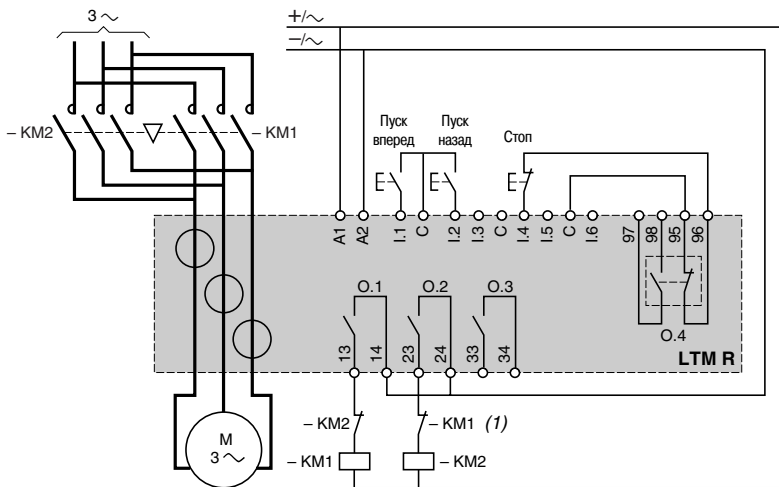 3 ∼
+/∼
−/∼
– KM2
– KM1
Пуск
вперед
Пуск
назад
Стоп
A1
A2
I.1
C
I.2
I.3
C
I.4
I.5
C
I.6
97
98
95
96
O.1
O.2
O.3
O.4
13
14
23
24
33
34
LTM R
M
3 ∼
– KM2
– KM1 (1)
– KM1
– KM2